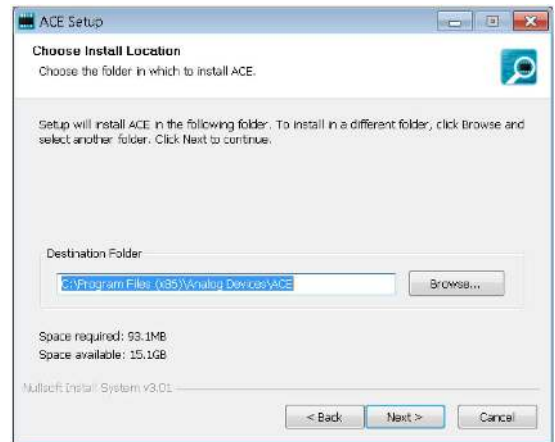 ACE Setup
Choose Install Location
Choose the folder in which to install ACE.
Setup will install ACE in the following folder. To install in a different folder, click Browse and
select another folder. Click Next to continue.
Destination Folder
C:\Program Files (x86)\Analog Devices\ACE
Browse...
Space required: 93.1MB
Space available: 15.1GB
Nullsoft Install System v3.01
< Back
Next >
Cancel